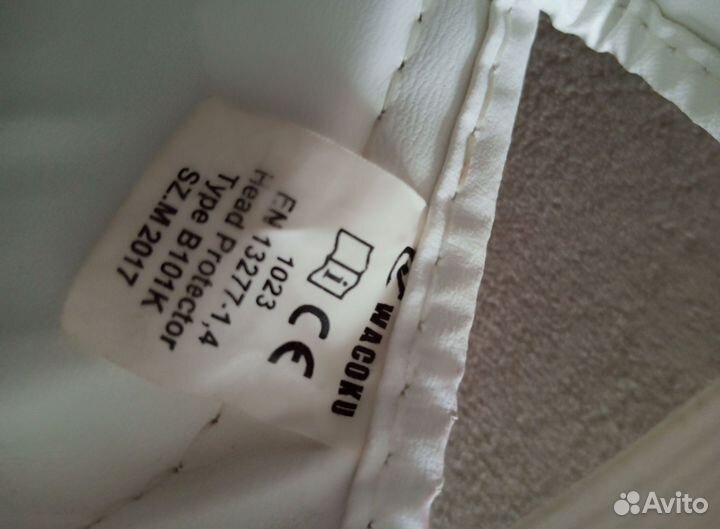 WACOKU
i
CE
1023
EN 13277-1,4
Head Protector
Type B101K
SZ.M 2017
Avito